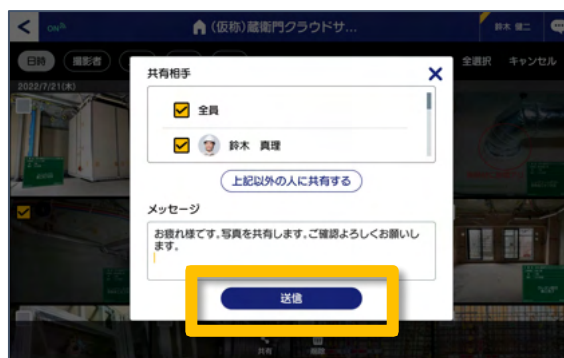 ON
(仮称)蔵衛門クラウドサ...
鈴木 健二
日時
撮影者
全選択
キャンセル
2022/7/21(木)
共有相手
全員
鈴木 真理
上記以外の人に共有する
メッセージ
お疲れ様です。写真を共有します。ご確認よろしくお願いし
ます。
送信
共有
削除